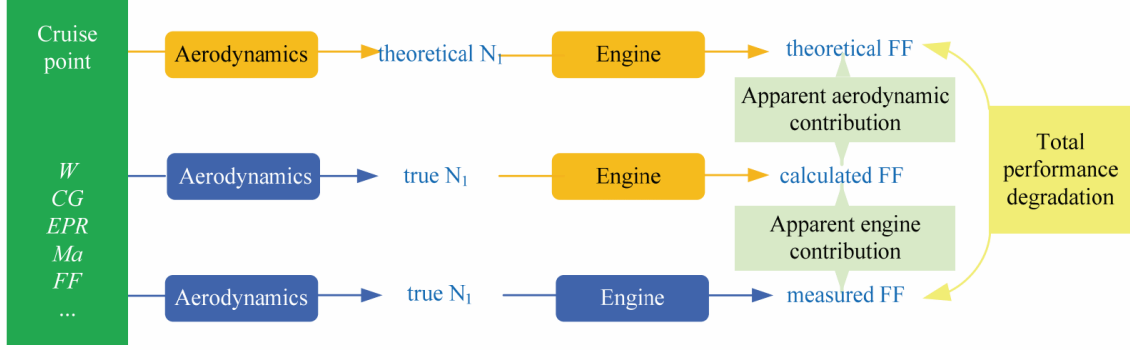 Cruise
point
W
CG
EPR
Ma
FF
...
Aerodynamics
theoretical N₁
Engine
theoretical FF
Apparent aerodynamic
contribution
Aerodynamics
true N₁
Engine
calculated FF
Apparent engine
contribution
Aerodynamics
true N₁
Engine
measured FF
Total
performance
degradation